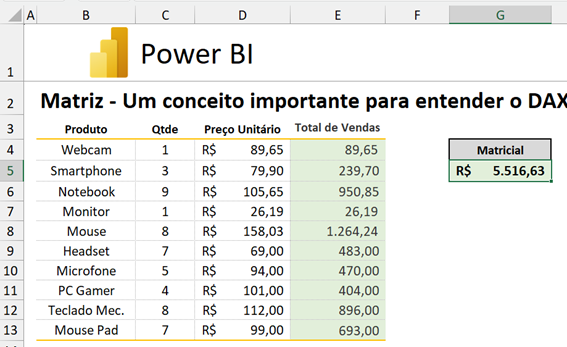 A B C D E F G
1 Power BI
2 Matriz - Um conceito importante para entender o DAX
3 Produto Qtde Preço Unitário Total de Vendas
4 Webcam 1 R$ 89,65 89,65 Matricial
5 Smartphone 3 R$ 79,90 239,70 R$ 5.516,63
6 Notebook 9 R$ 105,65 950,85
7 Monitor 1 R$ 26,19 26,19
8 Mouse 8 R$ 158,03 1.264,24
9 Headset 7 R$ 69,00 483,00
10 Microfone 5 R$ 94,00 470,00
11 PC Gamer 4 R$ 101,00 404,00
12 Teclado Mec. 8 R$ 112,00 896,00
13 Mouse Pad 7 R$ 99,00 693,00